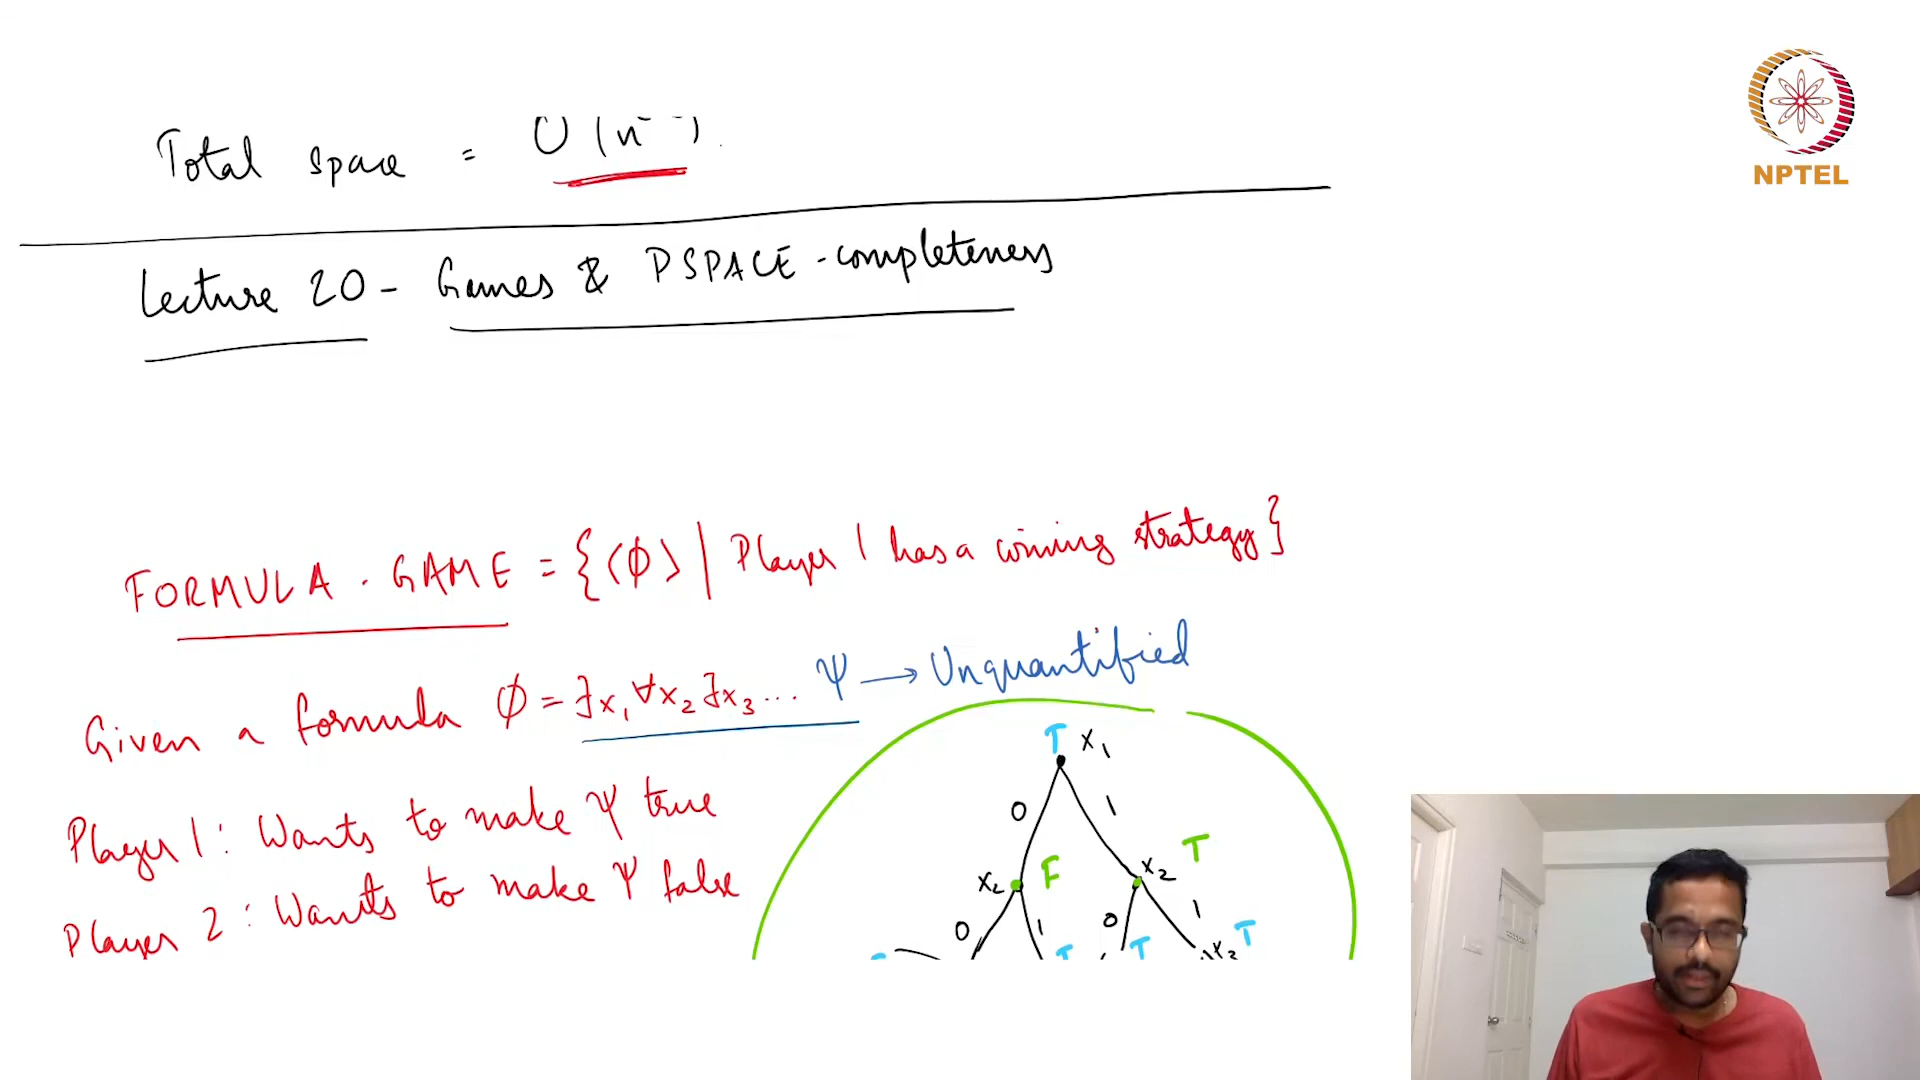 Total space = O(n
NPTEL
Lecture 20 - Games & PSPACE-completeness
FORMULA-GAME = {⟨ϕ⟩ | Player 1 has a winning strategy}
Given a formula ϕ = ∃x₁∀x₂∃x₃... Ψ → Unquantified
Player 1: Wants to make Ψ true
Player 2: Wants to make Ψ false
T x₁
0 1
x₂ F x₂ T
0 1 0 1
T T x₃ T